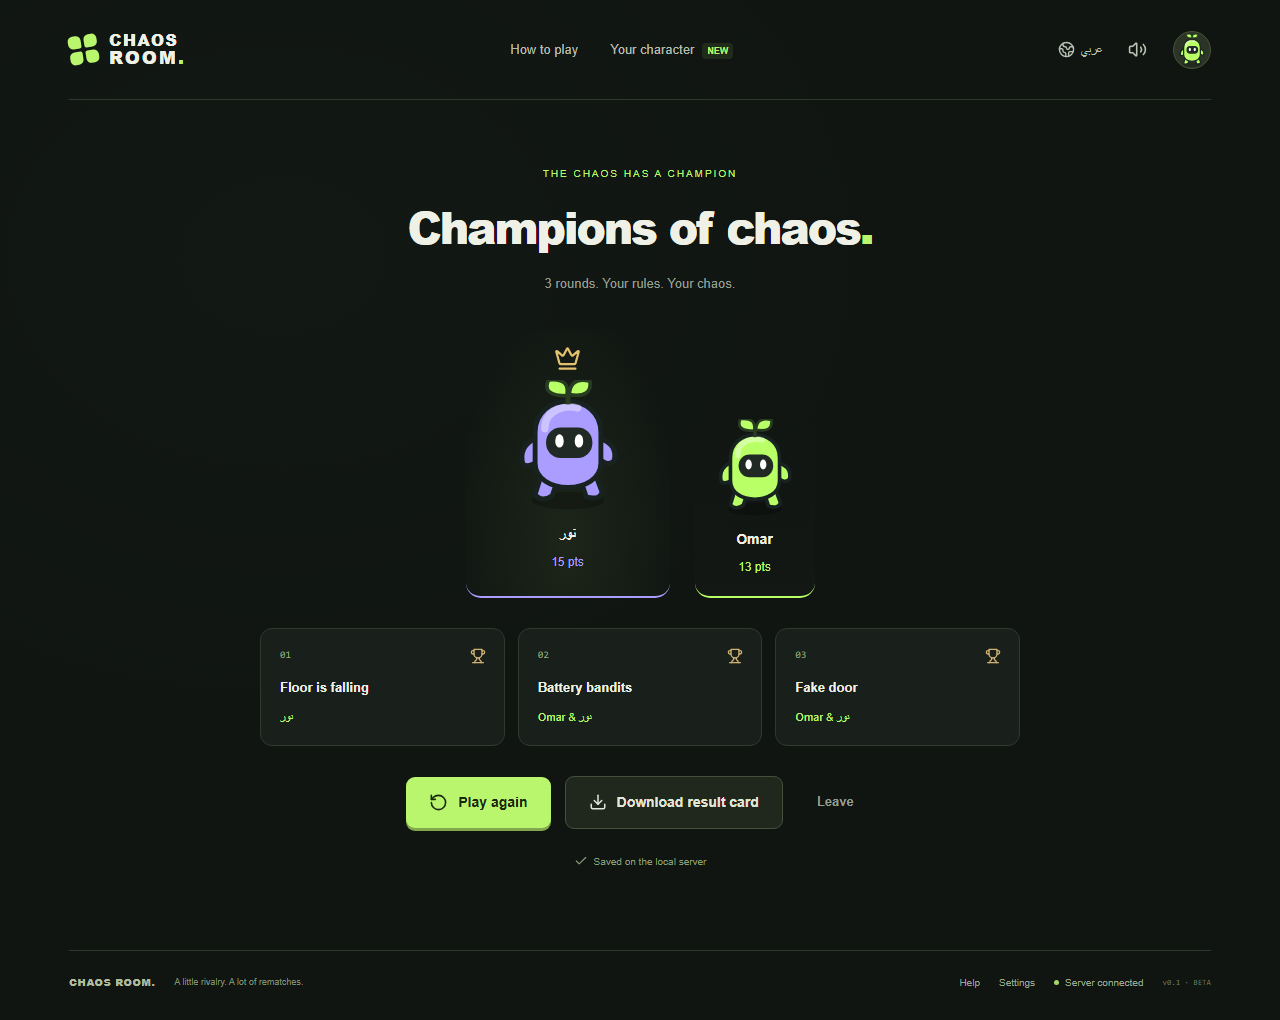 CHAOS
ROOM.
How to play
Your character NEW
عربي
THE CHAOS HAS A CHAMPION
Champions of chaos.
3 rounds. Your rules. Your chaos.
نور
15 pts
Omar
13 pts
01
Floor is falling
نور
02
Battery bandits
Omar & نور
03
Fake door
Omar & نور
Play again
Download result card
Leave
Saved on the local server
CHAOS ROOM.
A little rivalry. A lot of rematches.
Help
Settings
Server connected
v0.1 · BETA